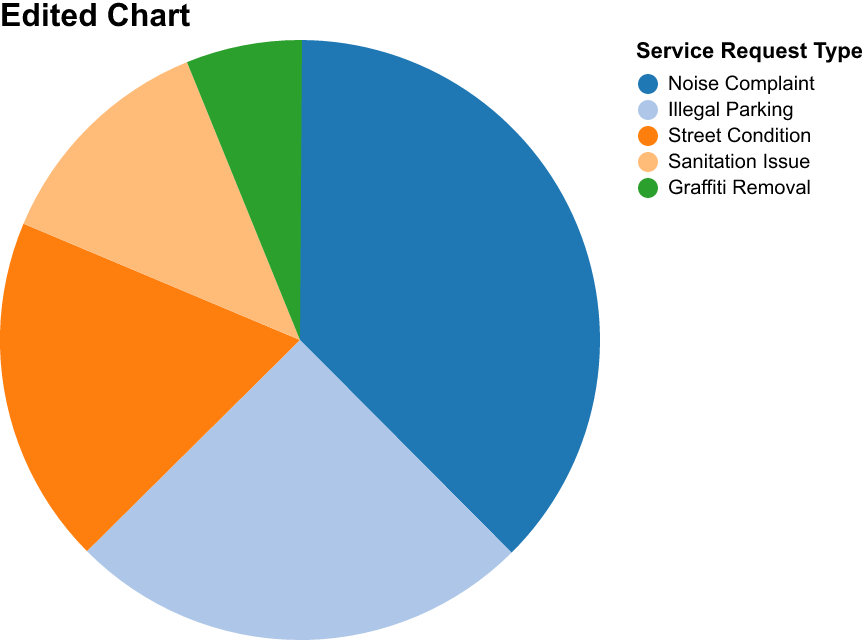 Edited Chart
Service Request Type
Noise Complaint
Illegal Parking
Street Condition
Sanitation Issue
Graffiti Removal